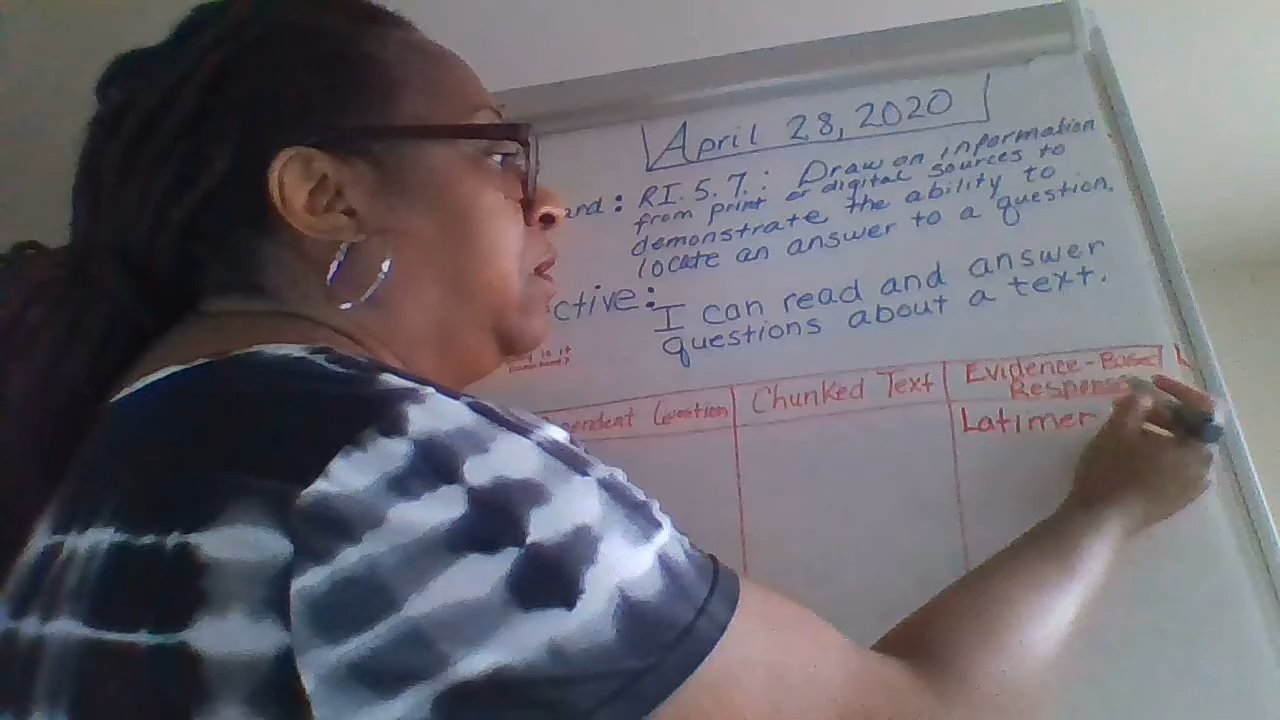 April 28, 2020
and: RI.5.7.: Draw on information
from print or digital sources to
demonstrate the ability to
locate an answer to a question.
ctive: I can read and answer
questions about a text.
pendent Question
Chunked Text
Evidence-Based
Response
Latimer